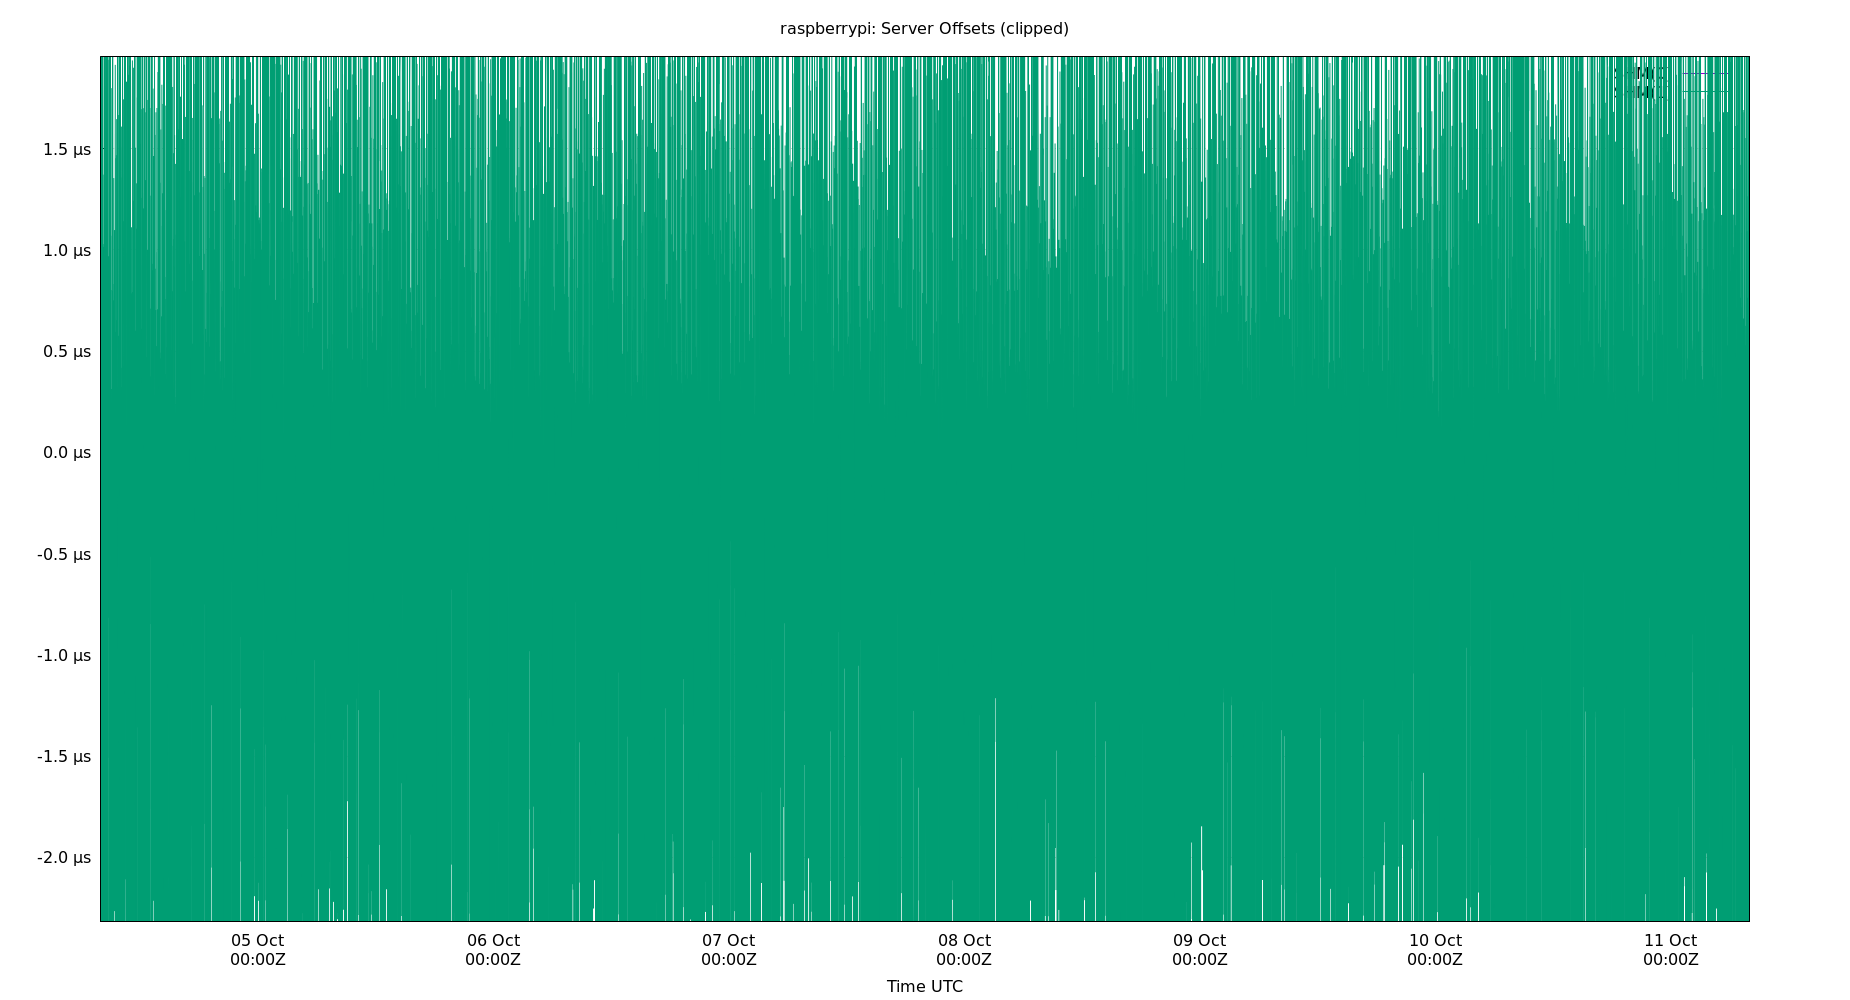 raspberrypi: Server Offsets (clipped)
1.5 µs
1.0 µs
0.5 µs
0.0 µs
-0.5 µs
-1.0 µs
-1.5 µs
-2.0 µs
05 Oct 06 Oct 07 Oct 08 Oct 09 Oct 10 Oct 11 Oct
00:00Z 00:00Z 00:00Z 00:00Z 00:00Z 00:00Z 00:00Z
Time UTC